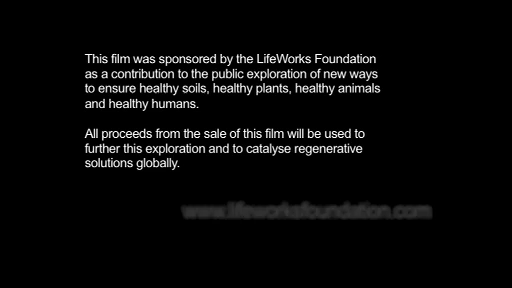 This film was sponsored by the LifeWorks Foundation
as a contribution to the public exploration of new ways
to ensure healthy soils, healthy plants, healthy animals
and healthy humans.
All proceeds from the sale of this film will be used to
further this exploration and to catalyse regenerative
solutions globally.
www.lifeworksfoundation.com